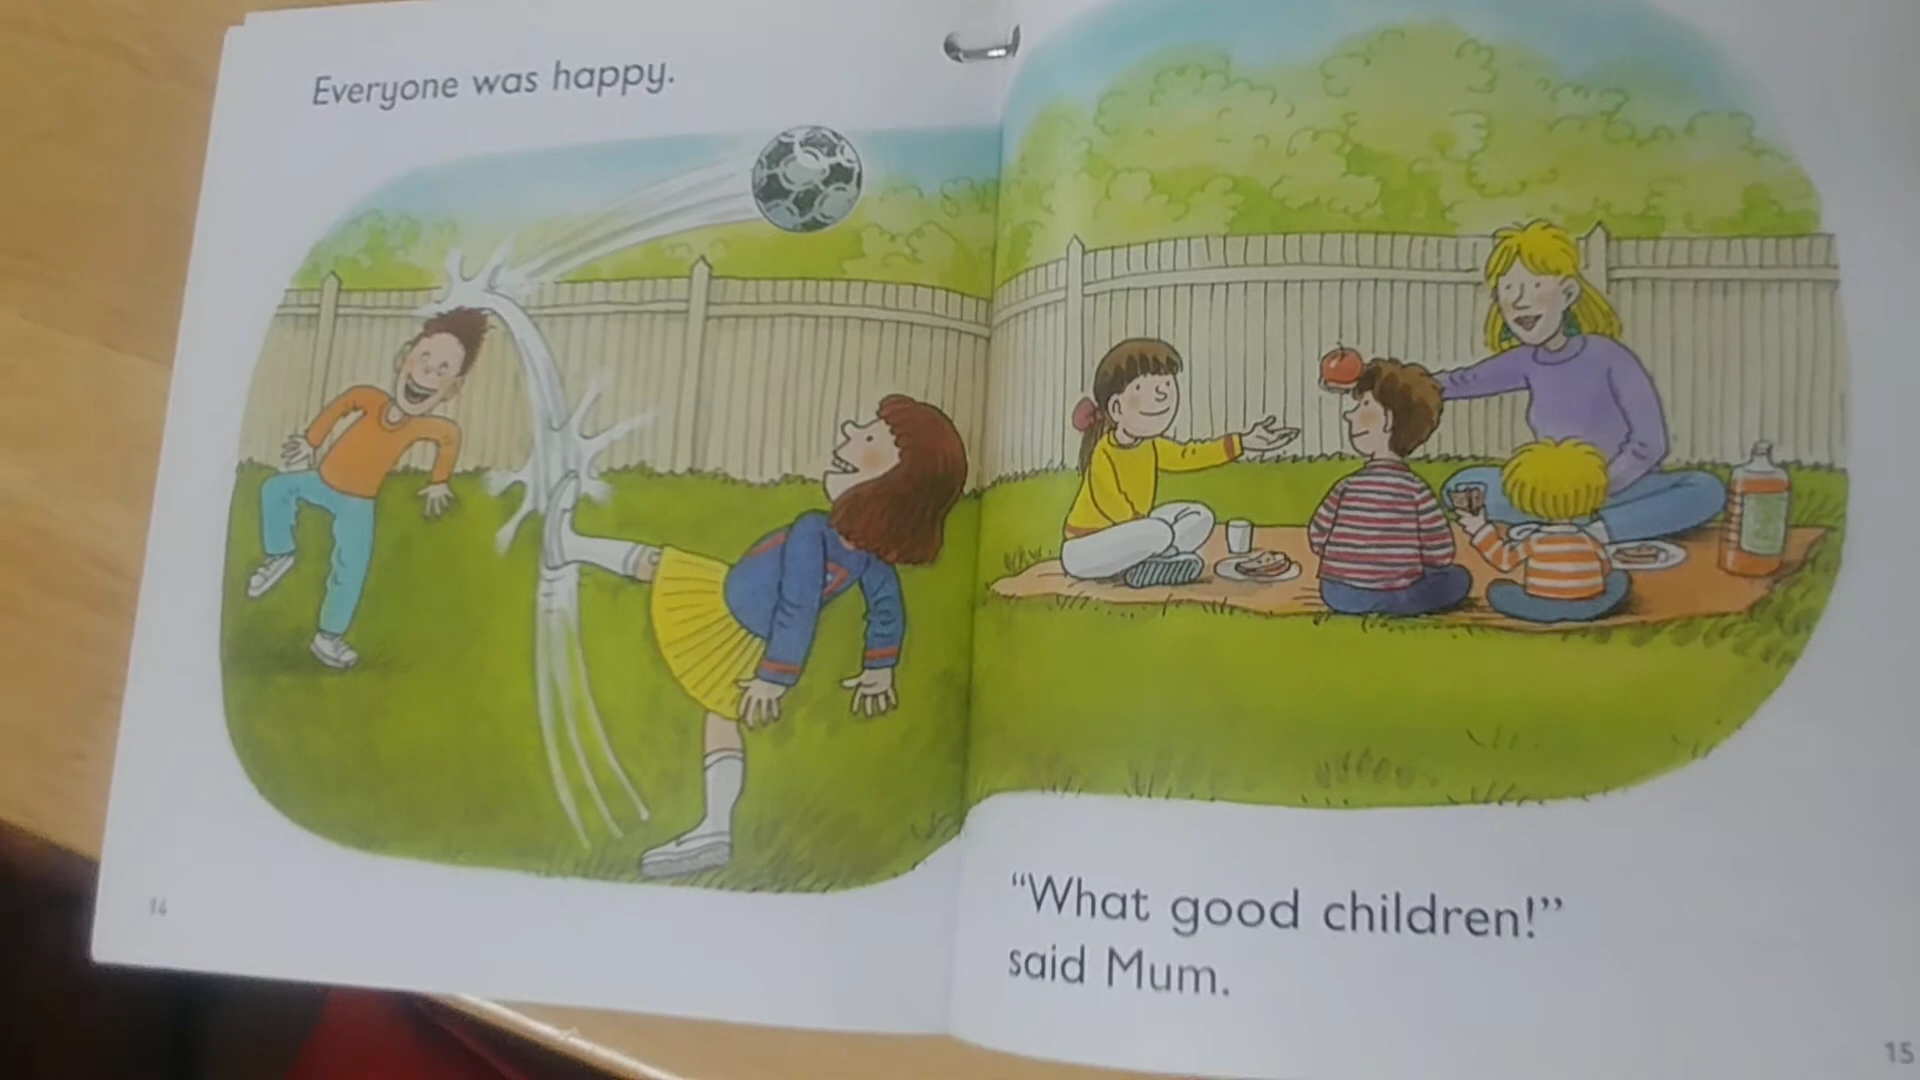 Everyone was happy.
14
“What good children!”
said Mum.
15